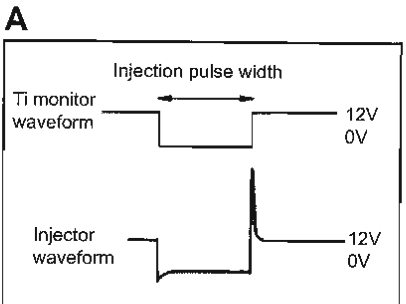 A
Injection pulse width
Ti monitor
waveform
12V
0V
Injector
waveform
12V
0V